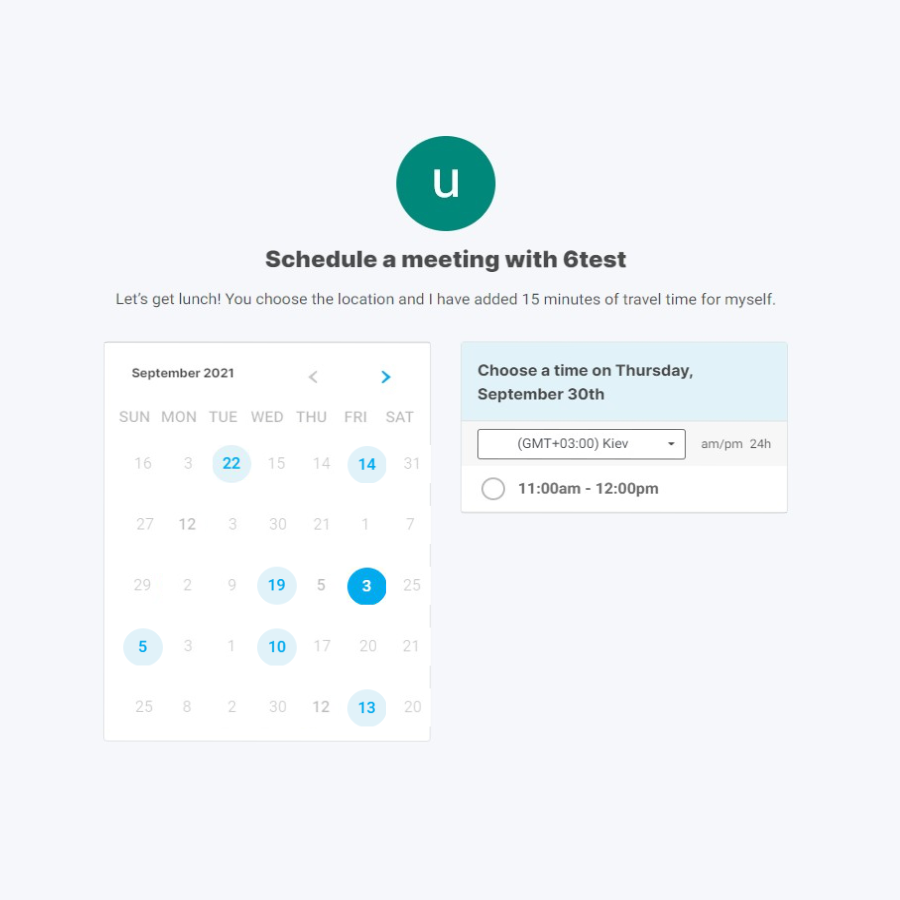 u
Schedule a meeting with 6test
Let's get lunch! You choose the location and I have added 15 minutes of travel time for myself.
September 2021
SUN MON TUE WED THU FRI SAT
16 3 22 15 14 14 31
27 12 3 30 21 1 7
29 2 9 19 5 3 25
5 3 1 10 17 20 21
25 8 2 30 12 13 20
Choose a time on Thursday,
September 30th
(GMT+03:00) Kiev am/pm 24h
11:00am - 12:00pm